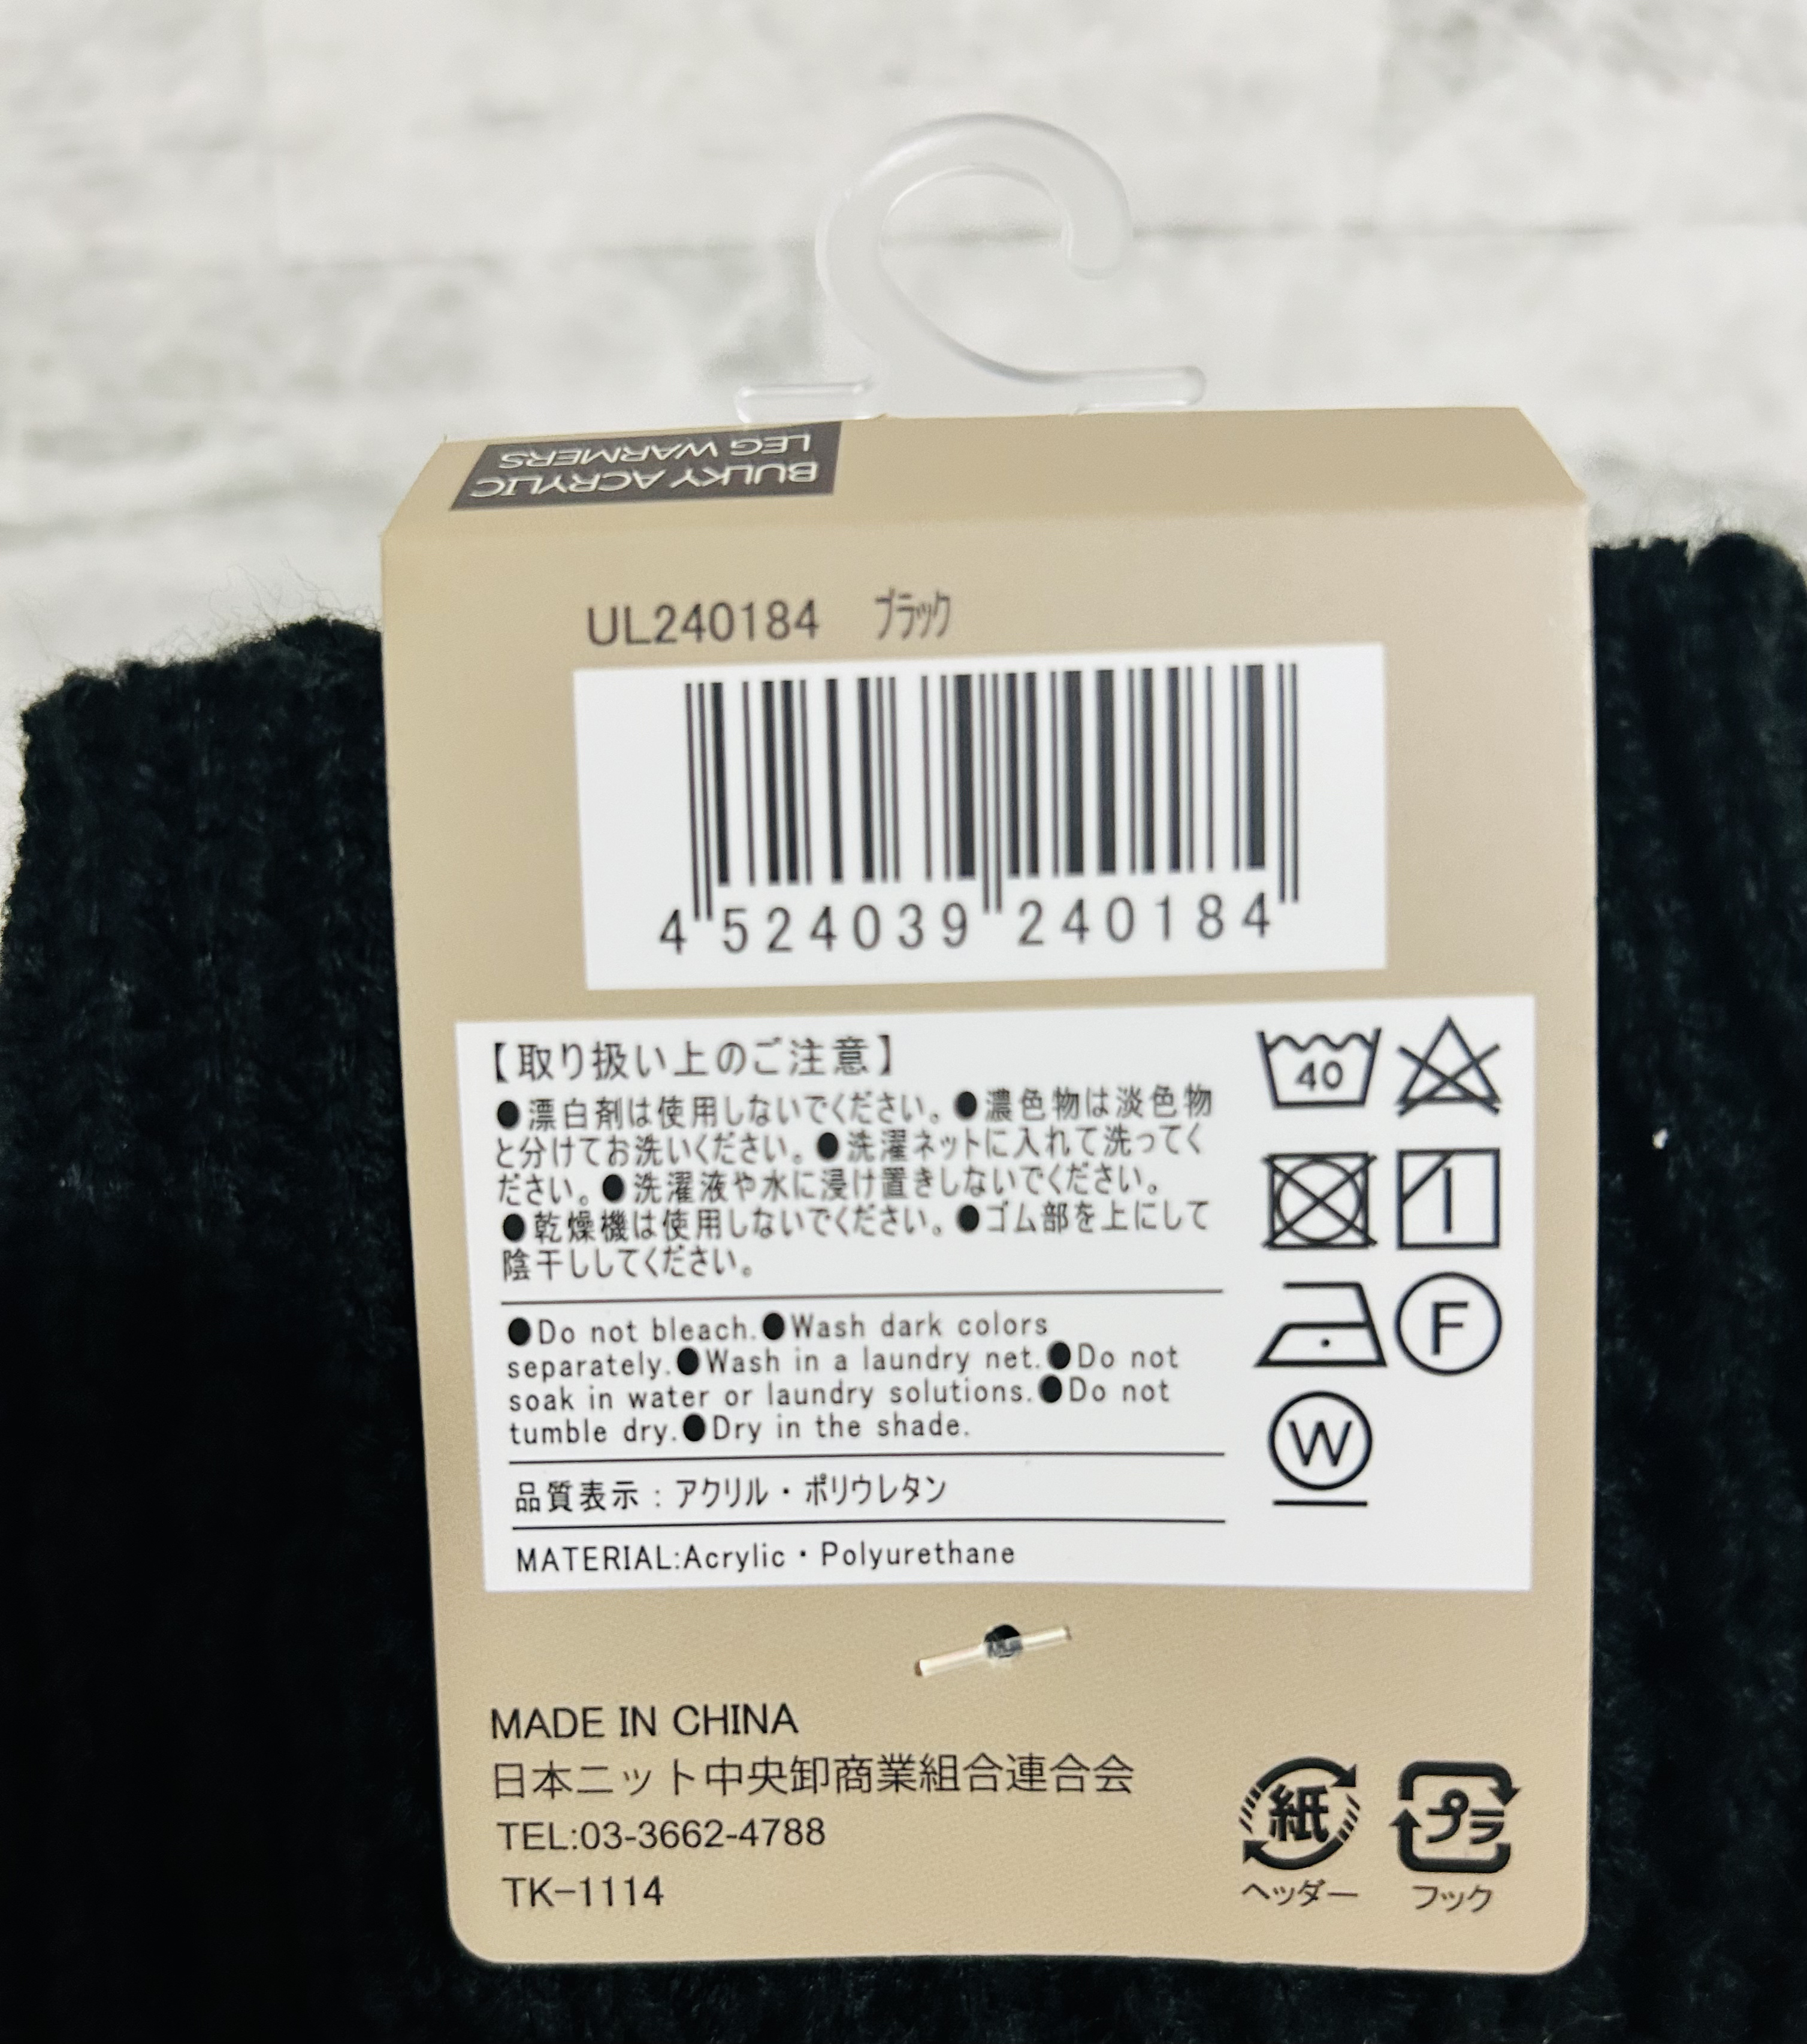 BULKY ACRYLIC
LEG WARMERS
UL240184 ブラック
4 524039 240184
【取り扱い上のご注意】
●漂白剤は使用しないでください。●濃色物は淡色物
と分けてお洗いください。●洗濯ネットに入れて洗ってく
ださい。●洗濯液や水に浸け置きしないでください。
●乾燥機は使用しないでください。●ゴム部を上にして
陰干ししてください。
40
F
W
●Do not bleach.●Wash dark colors
separately.●Wash in a laundry net.●Do not
soak in water or laundry solutions.●Do not
tumble dry.●Dry in the shade.
品質表示：アクリル・ポリウレタン
MATERIAL:Acrylic・Polyurethane
MADE IN CHINA
日本ニット中央卸商業組合連合会
TEL:03-3662-4788
TK-1114
紙
ヘッダー
プラ
フック